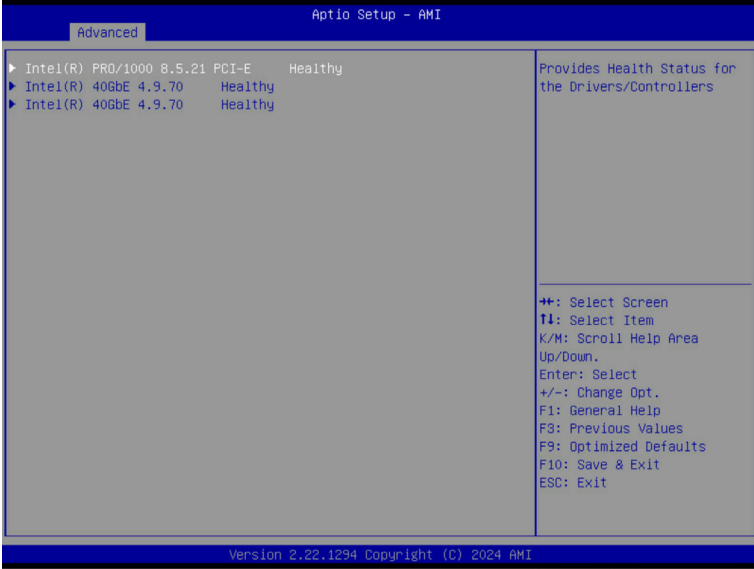 Aptio Setup – AMI
Advanced
▶ Intel(R) PRO/1000 8.5.21 PCI-E Healthy
▶ Intel(R) 40GbE 4.9.70 Healthy
▶ Intel(R) 40GbE 4.9.70 Healthy
Provides Health Status for
the Drivers/Controllers
→←: Select Screen
↑↓: Select Item
K/M: Scroll Help Area
Up/Down.
Enter: Select
+/-: Change Opt.
F1: General Help
F3: Previous Values
F9: Optimized Defaults
F10: Save & Exit
ESC: Exit
Version 2.22.1294 Copyright (C) 2024 AMI